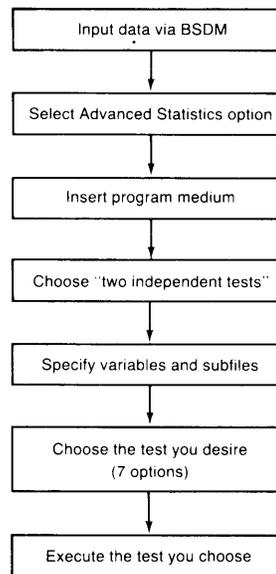 Input data via BSDM
Select Advanced Statistics option
Insert program medium
Choose "two independent tests"
Specify variables and subfiles
Choose the test you desire
(7 options)
Execute the test you choose